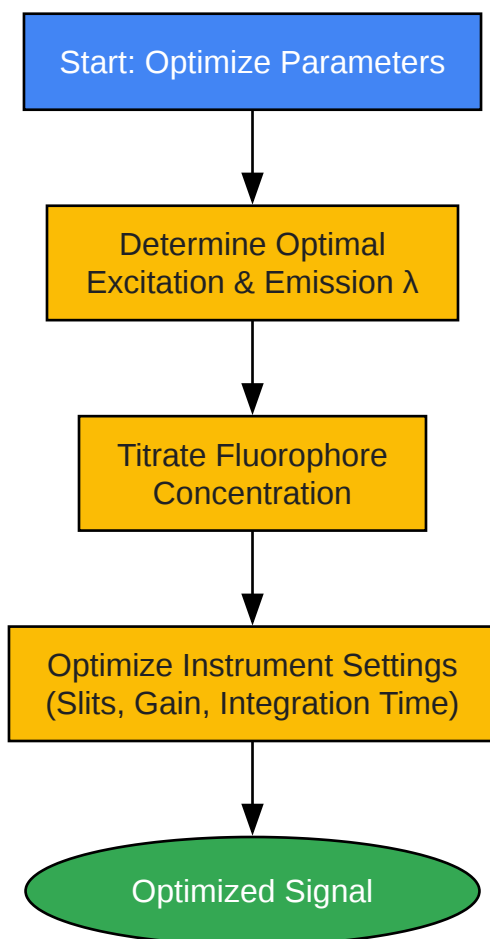 Start: Optimize Parameters
Determine Optimal
Excitation & Emission λ
Titrate Fluorophore
Concentration
Optimize Instrument Settings
(Slits, Gain, Integration Time)
Optimized Signal